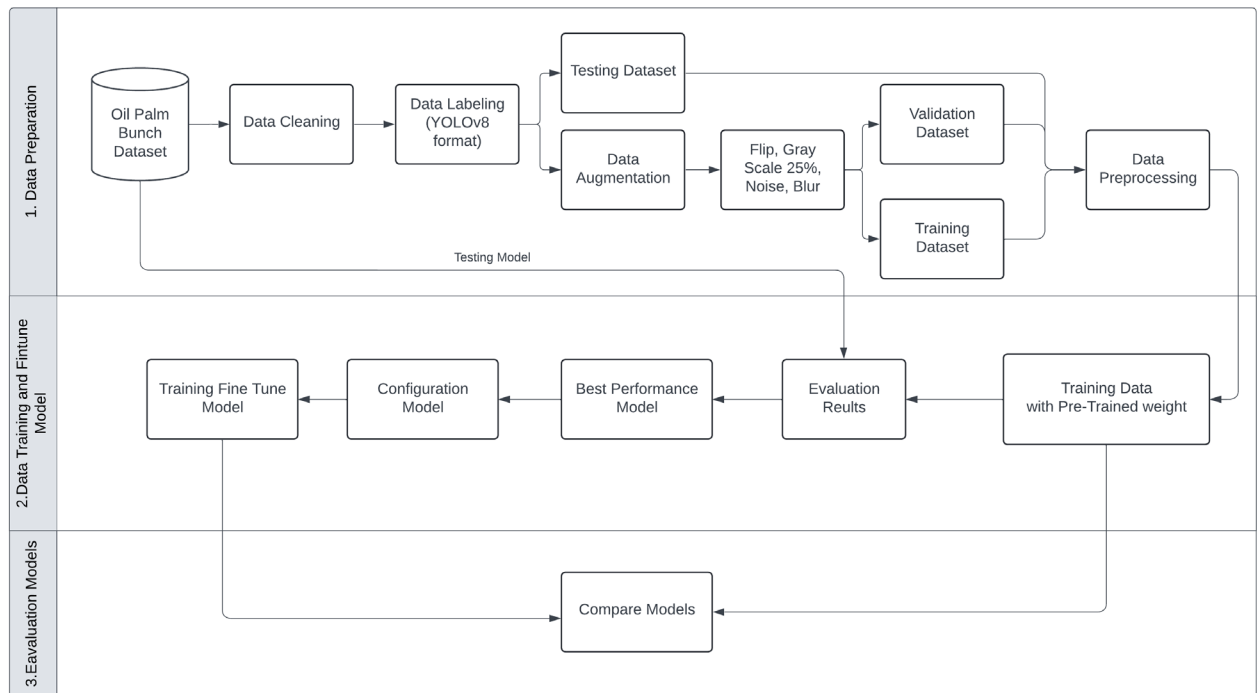 1. Data Preparation
Oil Palm
Bunch
Dataset
Data Cleaning
Data Labeling
(YOLOv8
format)
Testing Dataset
Data
Augmentation
Flip, Gray
Scale 25%,
Noise, Blur
Validation
Dataset
Training
Dataset
Data
Preprocessing
Testing Model
2.Data Training and Fintune
Model
Training Fine Tune
Model
Configuration
Model
Best Performance
Model
Evaluation
Reults
Training Data
with Pre-Trained weight
3.Eavaluation Models
Compare Models